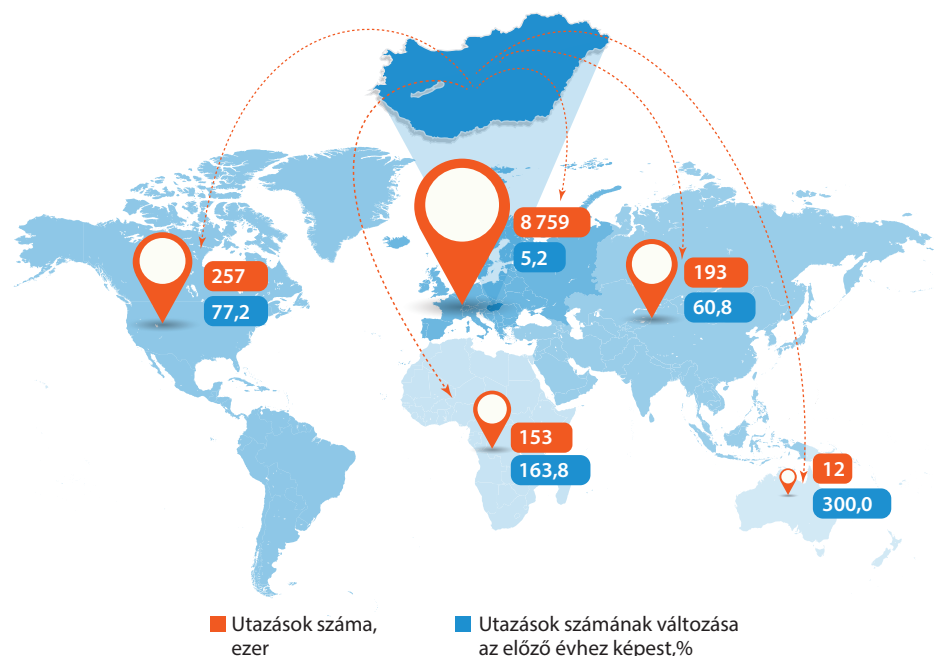 8 759
5,2
257
77,2
193
60,8
153
163,8
12
300,0
Utazások száma,
ezer
Utazások számának változása
az előző évhez képest,%